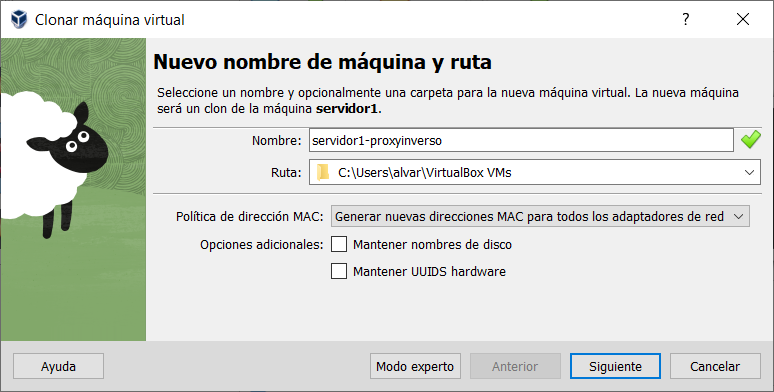 Clonar máquina virtual
?
Nuevo nombre de máquina y ruta
Seleccione un nombre y opcionalmente una carpeta para la nueva máquina virtual. La nueva máquina
será un clon de la máquina servidor1.
Nombre: servidor1-proxyinverso
Ruta: C:\Users\alvar\VirtualBox VMs
Política de dirección MAC: Generar nuevas direcciones MAC para todos los adaptadores de red
Opciones adicionales: Mantener nombres de disco
Mantener UUIDS hardware
Ayuda Modo experto Anterior Siguiente Cancelar